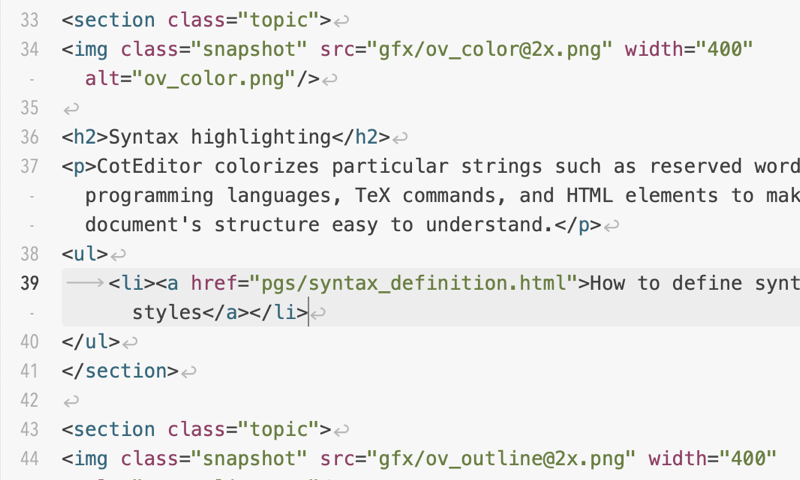 33 <section class="topic">↩
34 <img class="snapshot" src="gfx/ov_color@2x.png" width="400"
- alt="ov_color.png"/>↩
35 ↩
36 <h2>Syntax highlighting</h2>↩
37 <p>CotEditor colorizes particular strings such as reserved word
- programming languages, TeX commands, and HTML elements to mak
- document's structure easy to understand.</p>↩
38 <ul>↩
39 <li><a href="pgs/syntax_definition.html">How to define synt
- styles</a></li>↩
40 </ul>↩
41 </section>↩
42 ↩
43 <section class="topic">↩
44 <img class="snapshot" src="gfx/ov_outline@2x.png" width="400"